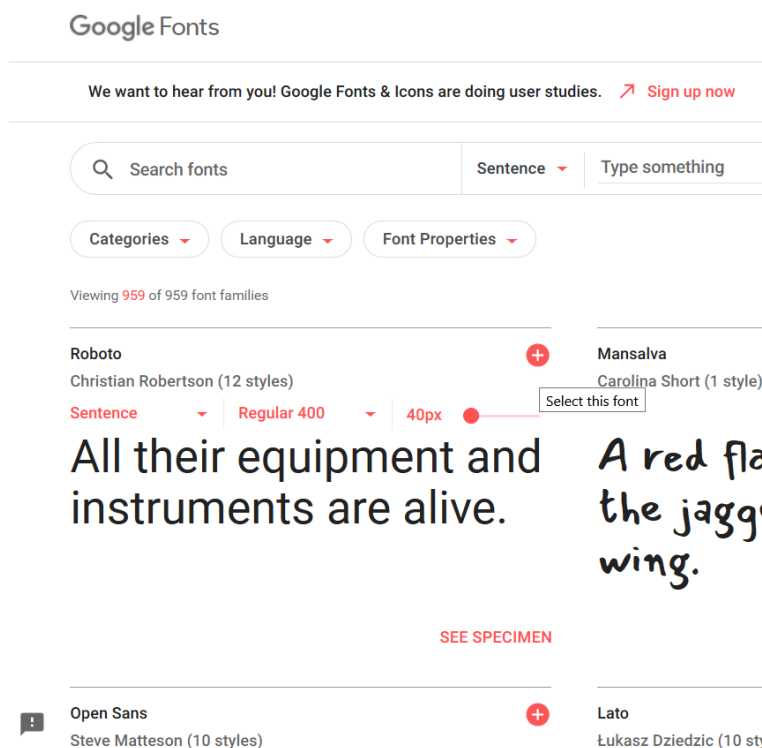 Google Fonts
We want to hear from you! Google Fonts & Icons are doing user studies. Sign up now
Search fonts Sentence Type something
Categories Language Font Properties
Viewing 959 of 959 font families
Roboto
Christian Robertson (12 styles)
Sentence Regular 400 40px
All their equipment and
instruments are alive.
SEE SPECIMEN
Mansalva
Carolina Short (1 style)
Select this font
A red
the
wing.
Open Sans
Steve Matteson (10 styles)
Lato
Łukasz Dziedzic (10